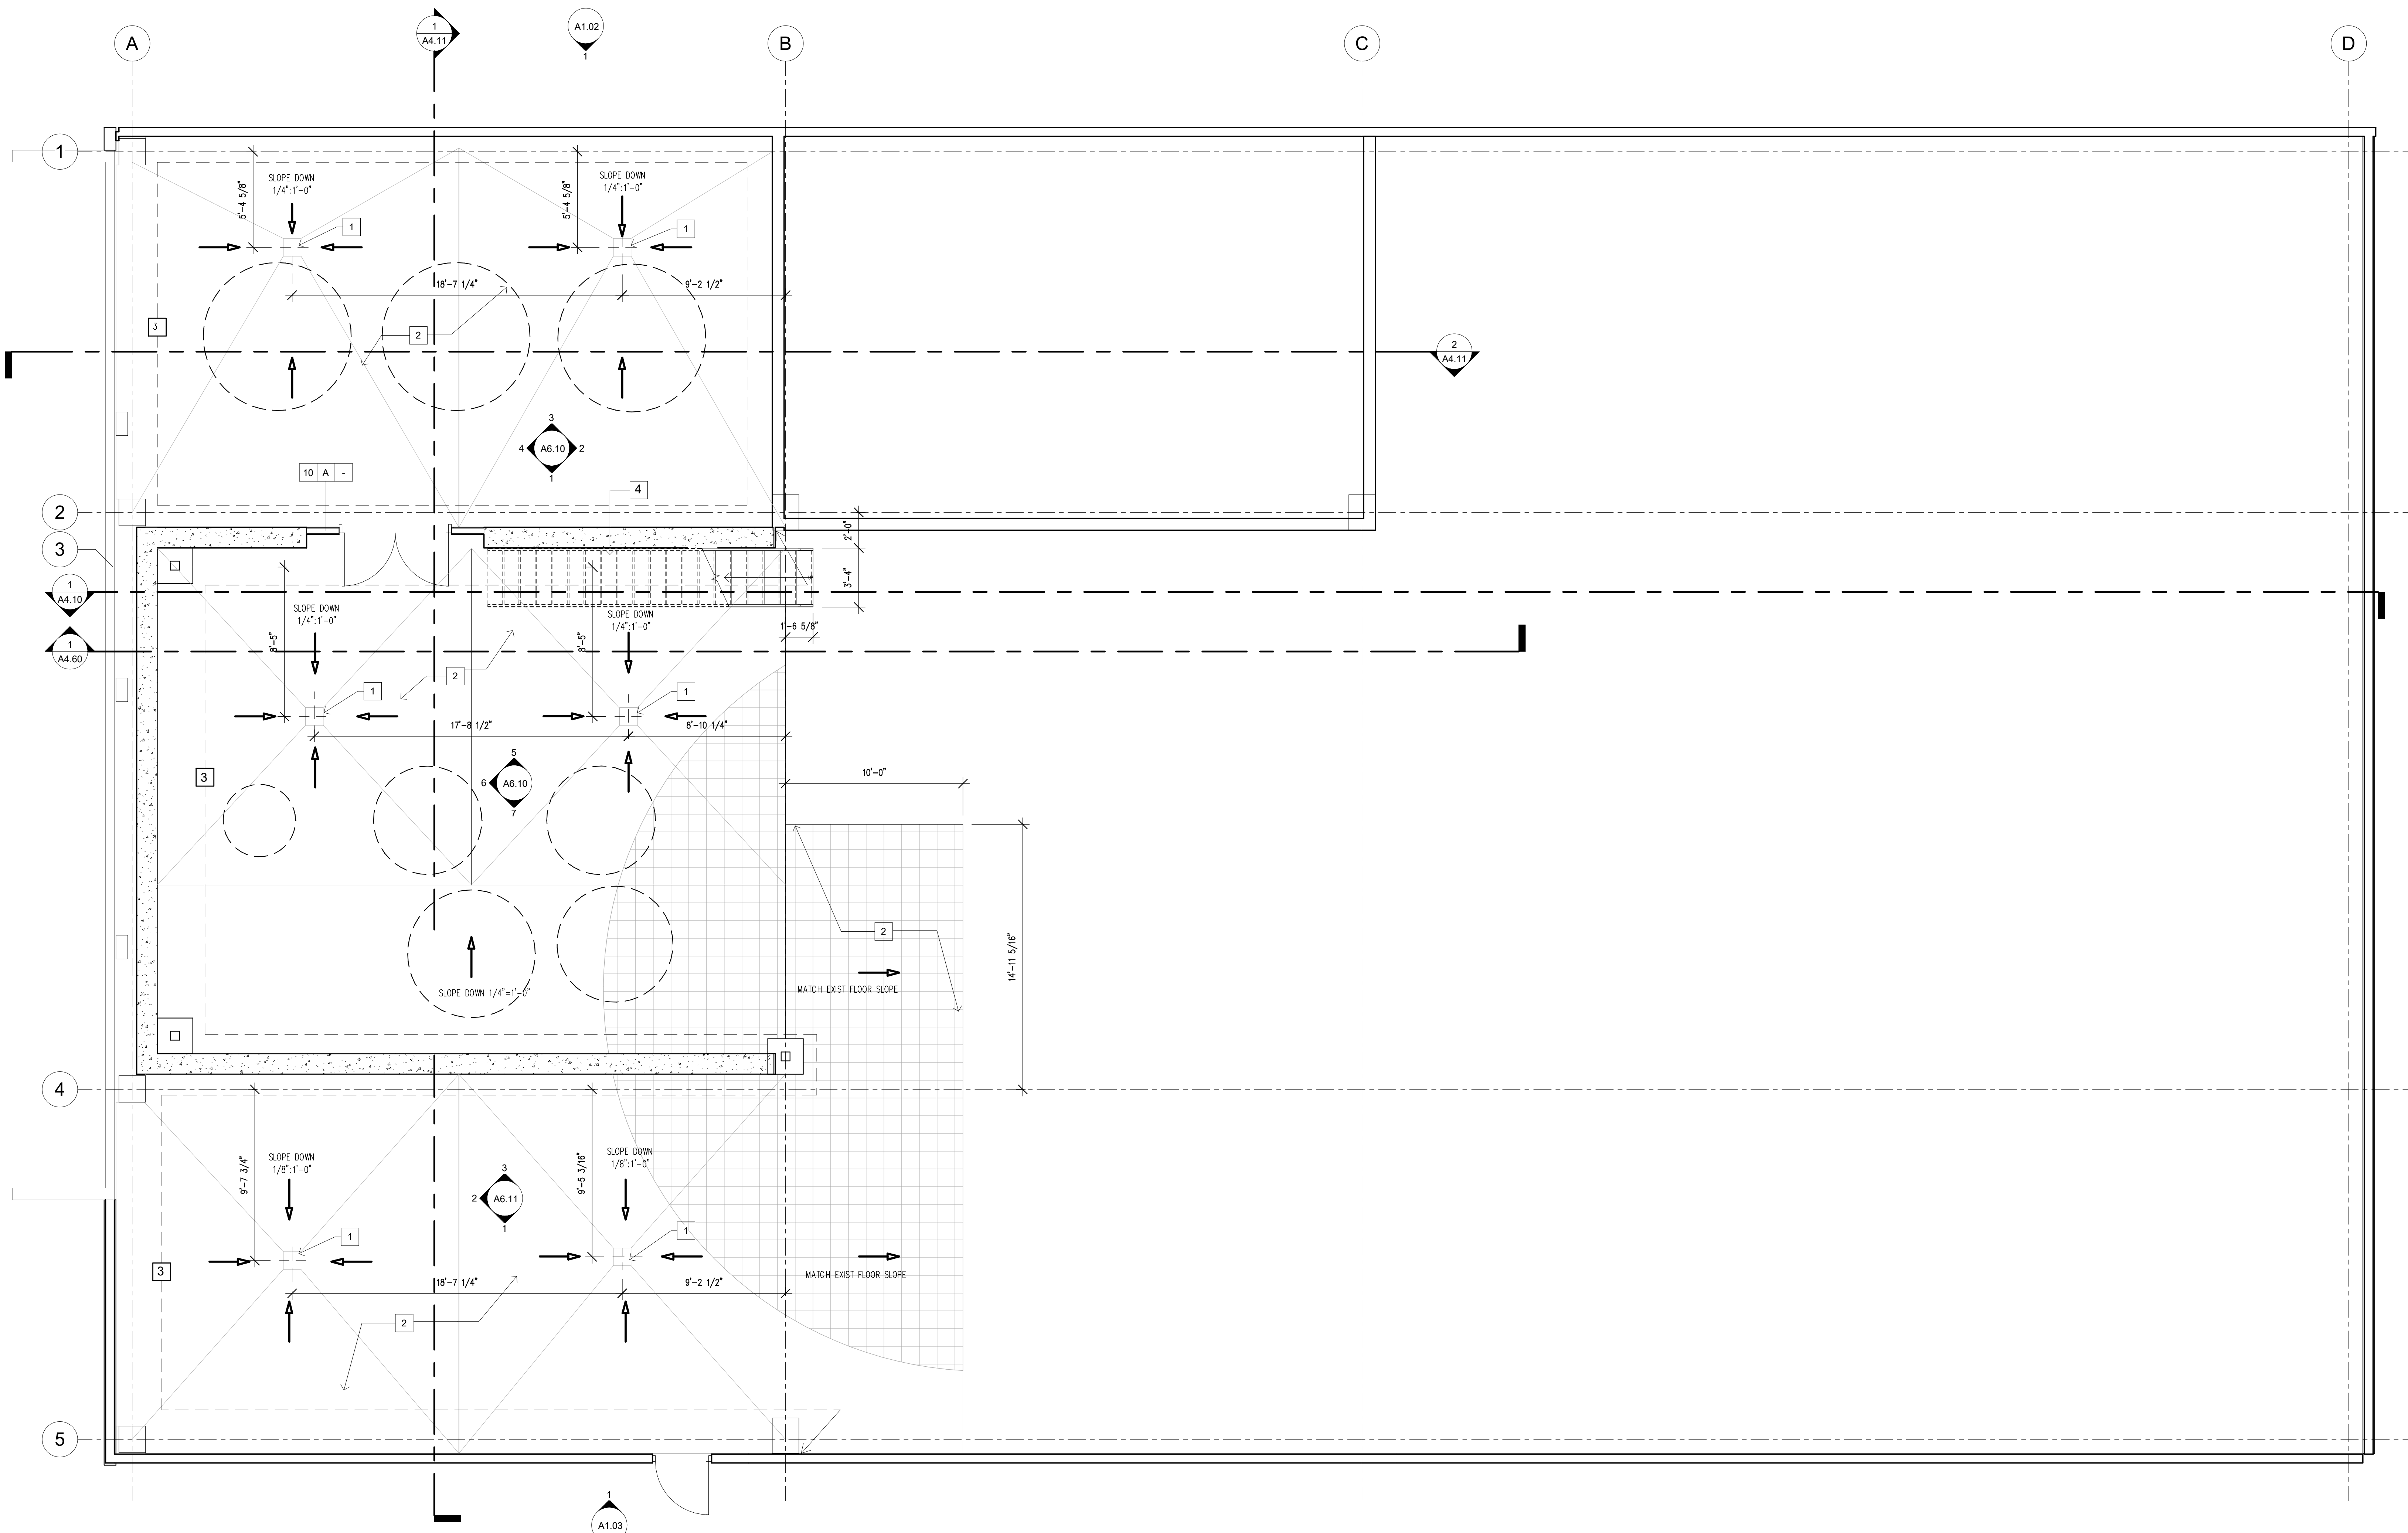 1
A4.11
A1.02
1
A
B
C
D
1
SLOPE DOWN
1/4":1'-0"
SLOPE DOWN
1/4":1'-0"
5'-4 5/8"
5'-4 5/8"
1
1
18'-7 1/4"
9'-2 1/2"
3
2
2
A4.11
3
4
A6.10
2
1
10 A -
4
2
2'-0"
3
3'-4"
1
A4.10
SLOPE DOWN
1/4":1'-0"
SLOPE DOWN
1/4":1'-0"
1'-6 5/8"
8'-5"
8'-5"
1
A4.60
2
1
1
17'-8 1/2"
8'-10 1/4"
5
6
A6.10
7
3
10'-0"
2
14'-11 5/16"
SLOPE DOWN 1/4"=1'-0"
MATCH EXIST FLOOR SLOPE
4
SLOPE DOWN
1/8":1'-0"
SLOPE DOWN
1/8":1'-0"
9'-7 3/4"
9'-5 3/16"
3
2
A6.11
1
1
1
3
MATCH EXIST FLOOR SLOPE
18'-7 1/4"
9'-2 1/2"
2
5
1
A1.03